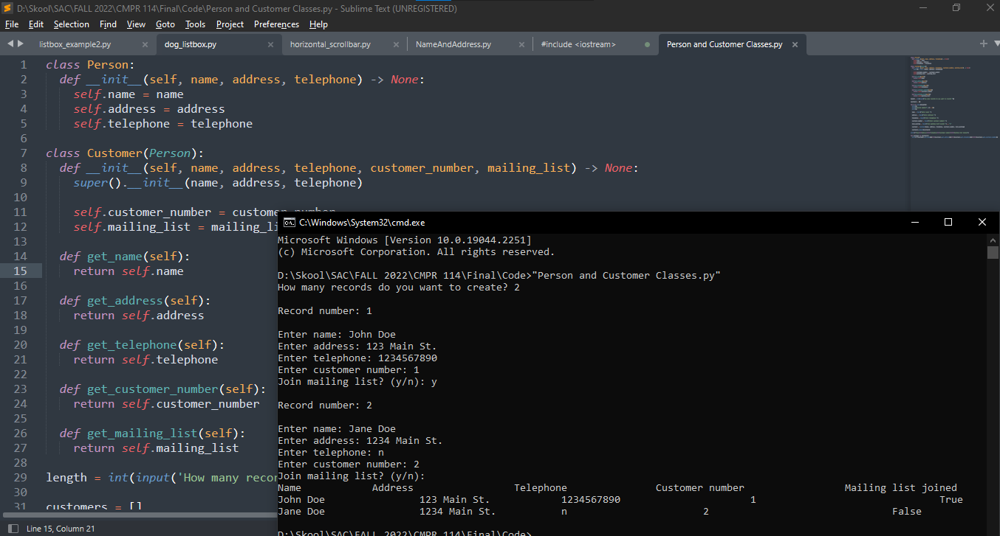 D:\Skool\SAC\FALL 2022\CMPR 114\Final\Code\Person and Customer Classes.py - Sublime Text (UNREGISTERED)
File Edit Selection Find View Goto Tools Project Preferences Help
listbox_example2.py dog_listbox.py horizontal_scrollbar.py NameAndAddress.py #include <iostream> Person and Customer Classes.py
1 class Person:
2 def __init__(self, name, address, telephone) -> None:
3 self.name = name
4 self.address = address
5 self.telephone = telephone
6
7 class Customer(Person):
8 def __init__(self, name, address, telephone, customer_number, mailing_list) -> None:
9 super().__init__(name, address, telephone)
10
11 self.customer_number = customer_number
12 self.mailing_list = mailing_li
13
14 def get_name(self):
15 return self.name
16
17 def get_address(self):
18 return self.address
19
20 def get_telephone(self):
21 return self.telephone
22
23 def get_customer_number(self):
24 return self.customer_number
25
26 def get_mailing_list(self):
27 return self.mailing_list
28
29 length = int(input('How many recor
30
31 customers = []
Line 15, Column 21
C:\Windows\System32\cmd.exe
Microsoft Windows [Version 10.0.19044.2251]
(c) Microsoft Corporation. All rights reserved.
D:\Skool\SAC\FALL 2022\CMPR 114\Final\Code>"Person and Customer Classes.py"
How many records do you want to create? 2
Record number: 1
Enter name: John Doe
Enter address: 123 Main St.
Enter telephone: 1234567890
Enter customer number: 1
Join mailing list? (y/n): y
Record number: 2
Enter name: Jane Doe
Enter address: 1234 Main St.
Enter telephone: n
Enter customer number: 2
Join mailing list? (y/n):
Name Address Telephone Customer number Mailing list joined
John Doe 123 Main St. 1234567890 1 True
Jane Doe 1234 Main St. n 2 False
D:\Skool\SAC\FALL 2022\CMPR 114\Final\Code>